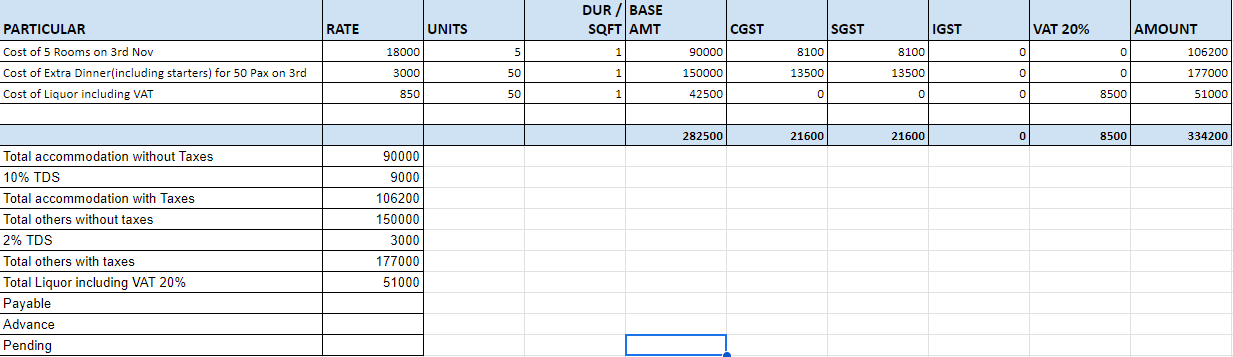 PARTICULAR RATE UNITS DUR / SQFT BASE AMT CGST SGST IGST VAT 20% AMOUNT
Cost of 5 Rooms on 3rd Nov 18000 5 1 90000 8100 8100 0 0 106200
Cost of Extra Dinner(including starters) for 50 Pax on 3rd 3000 50 1 150000 13500 13500 0 0 177000
Cost of Liquor including VAT 850 50 1 42500 0 0 0 8500 51000
282500 21600 21600 0 8500 334200
Total accommodation without Taxes 90000
10% TDS 9000
Total accommodation with Taxes 106200
Total others without taxes 150000
2% TDS 3000
Total others with taxes 177000
Total Liquor including VAT 20% 51000
Payable
Advance
Pending